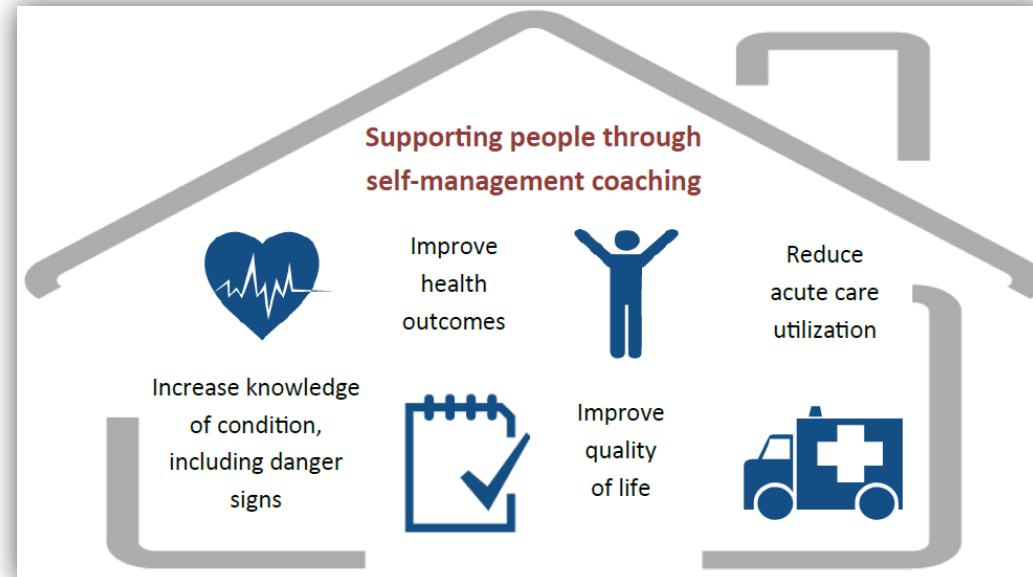 Supporting people through
self-management coaching
Increase knowledge
of condition,
including danger
signs
Improve
health
outcomes
Improve
quality
of life
Reduce
acute care
utilization